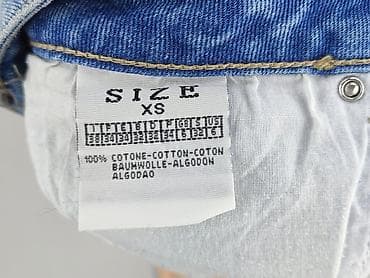 SIZE
XS
100% COTONE-COTTON-COTON
BAUMWOLLE-ALGODON
ALGODAO